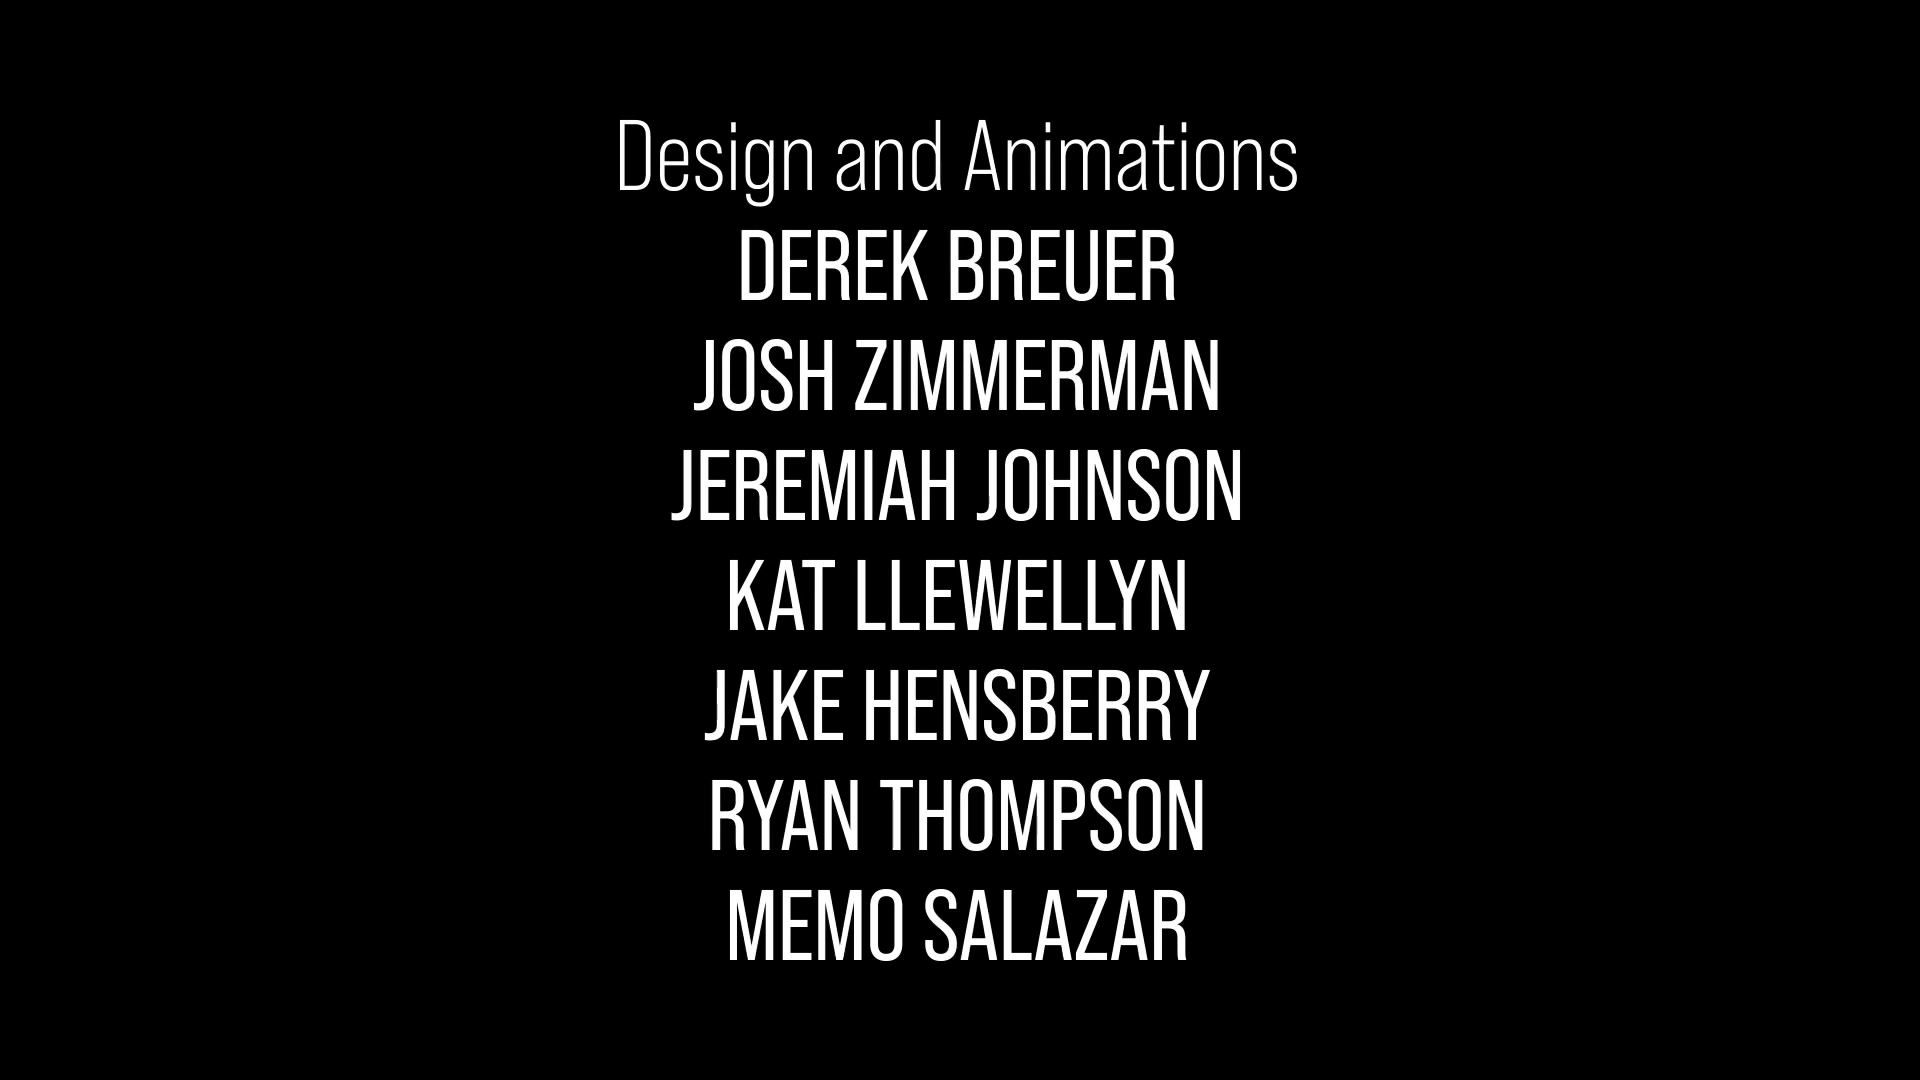 Design and Animations
DEREK BREUER
JOSH ZIMMERMAN
JEREMIAH JOHNSON
KAT LLEWELLYN
JAKE HENSBERRY
RYAN THOMPSON
MEMO SALAZAR